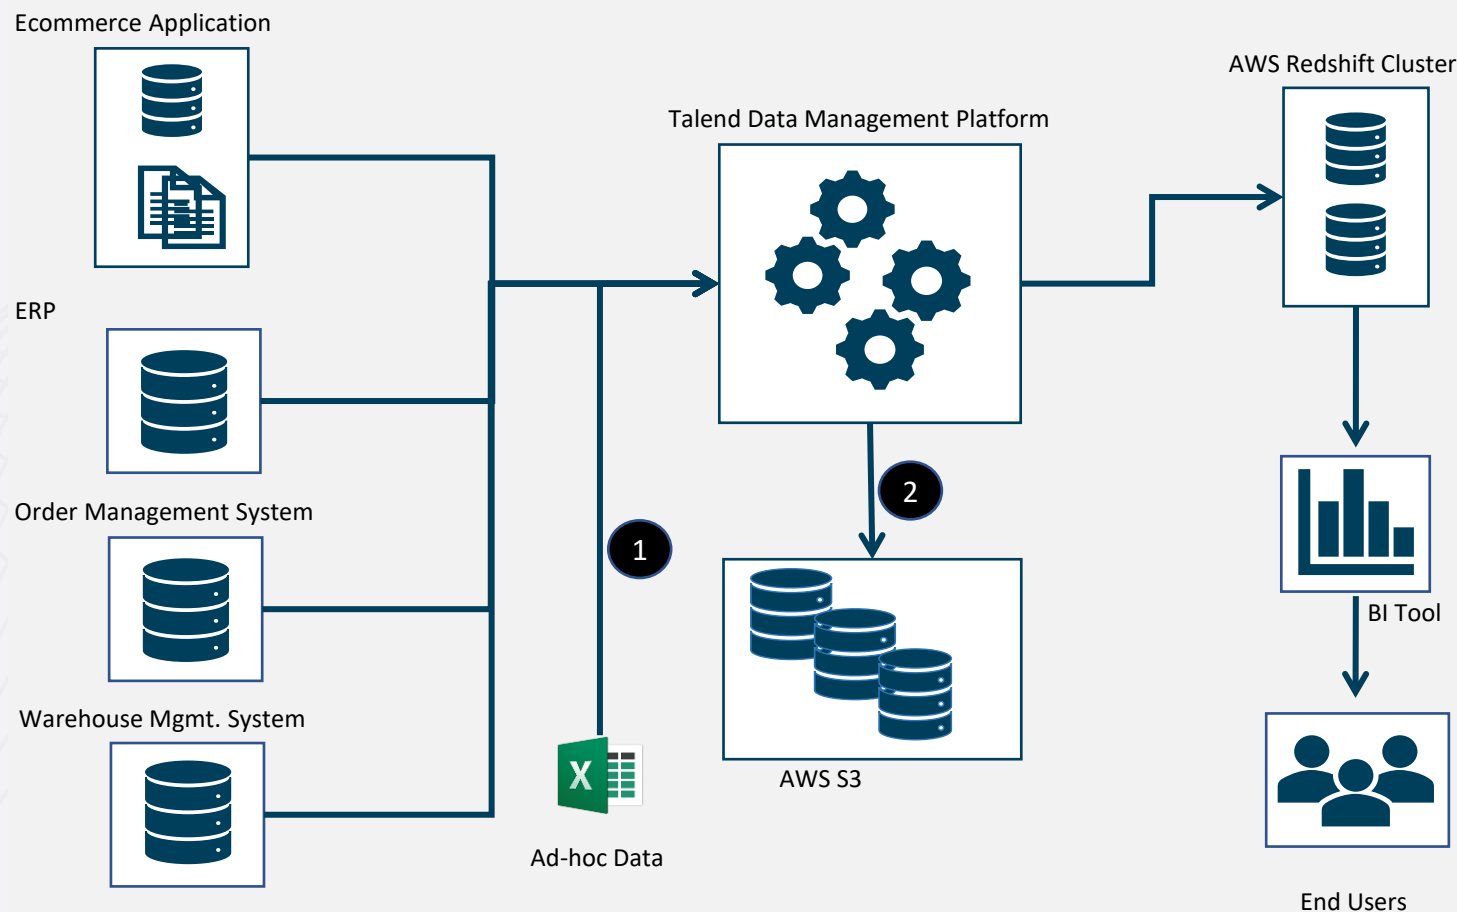 Ecommerce Application
AWS Redshift Cluster
Talend Data Management Platform
ERP
2
Order Management System
1
X
BI Tool
Warehouse Mgmt. System
AWS S3
Ad-hoc Data
End Users